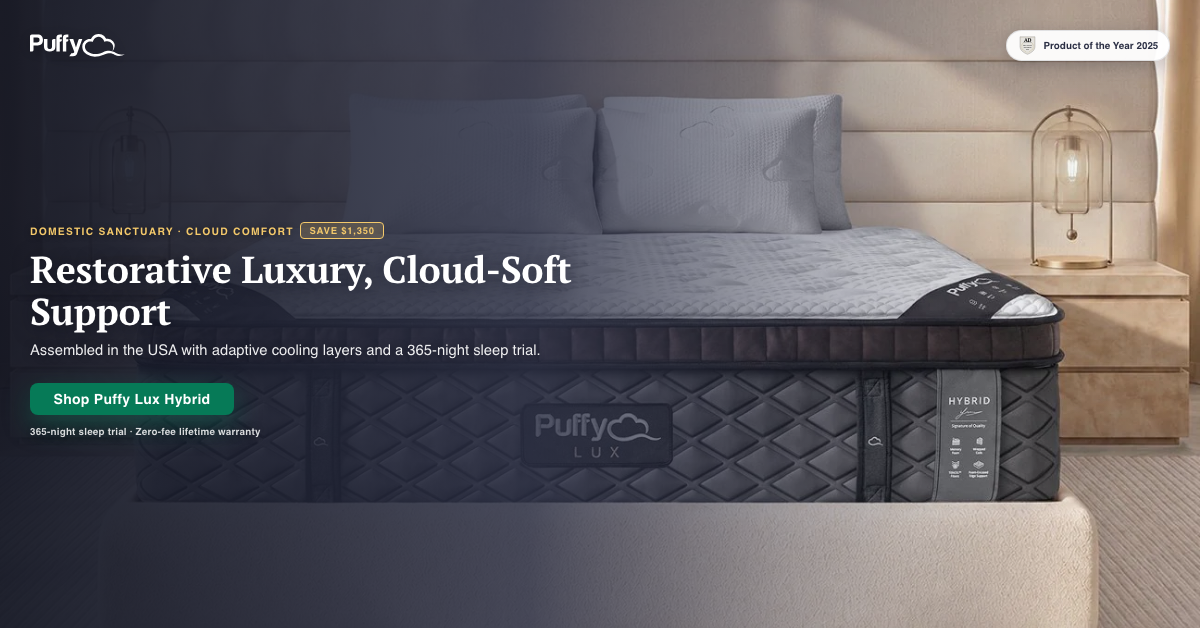 Puffy
AD
Product of the Year 2025
DOMESTIC SANCTUARY · CLOUD COMFORT
SAVE $1,350
Restorative Luxury, Cloud-Soft
Support
Assembled in the USA with adaptive cooling layers and a 365-night sleep trial.
Shop Puffy Lux Hybrid
365-night sleep trial · Zero-fee lifetime warranty
Puffy
Puffy
LUX
HYBRID
Signature of Quality